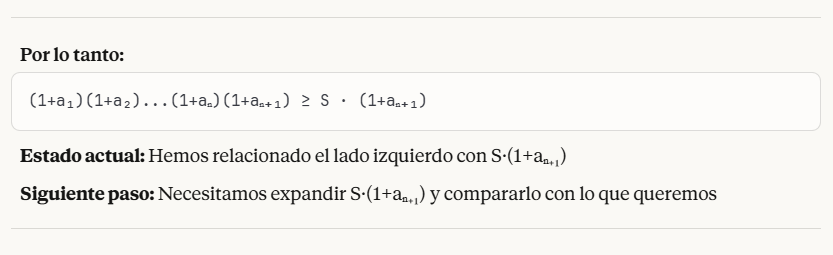 Por lo tanto:
(1+a₁)(1+a₂)...(1+aₙ)(1+aₙ₊₁) ≥ S · (1+aₙ₊₁)
Estado actual: Hemos relacionado el lado izquierdo con S·(1+aₙ₊₁)
Siguiente paso: Necesitamos expandir S·(1+aₙ₊₁) y compararlo con lo que queremos